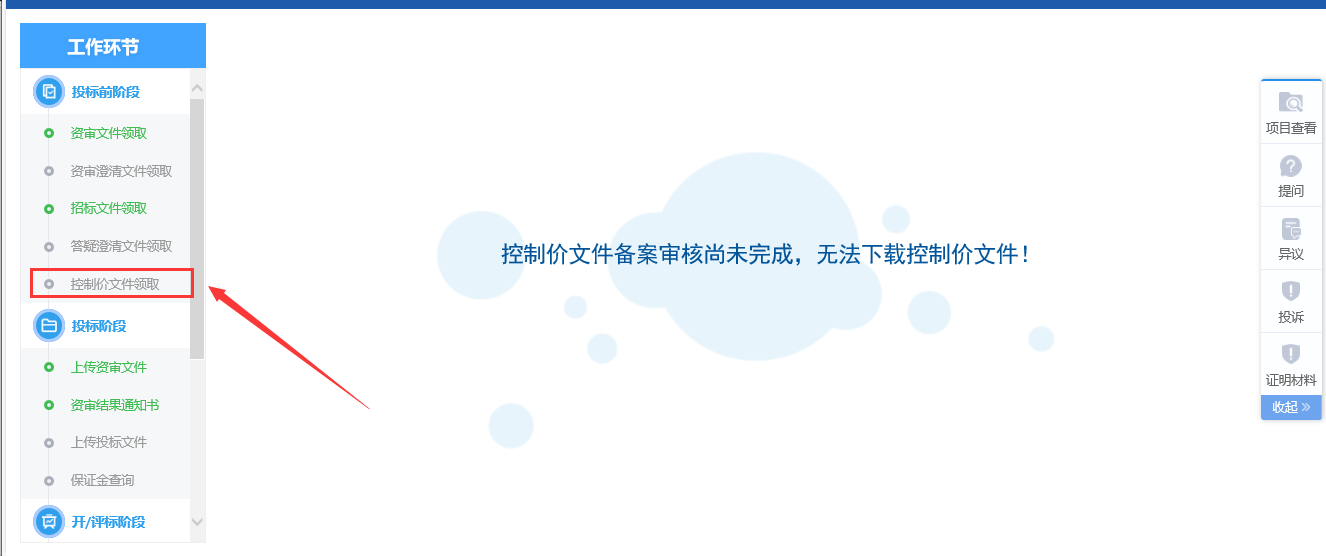 工作环节
投标前阶段
资审文件领取
资审澄清文件领取
招标文件领取
答疑澄清文件领取
控制价文件领取
投标阶段
上传资审文件
资审结果通知书
上传投标文件
保证金查询
开/评标阶段
控制价文件备案审核尚未完成，无法下载控制价文件！
项目查看
提问
异议
投诉
证明材料
收起 »